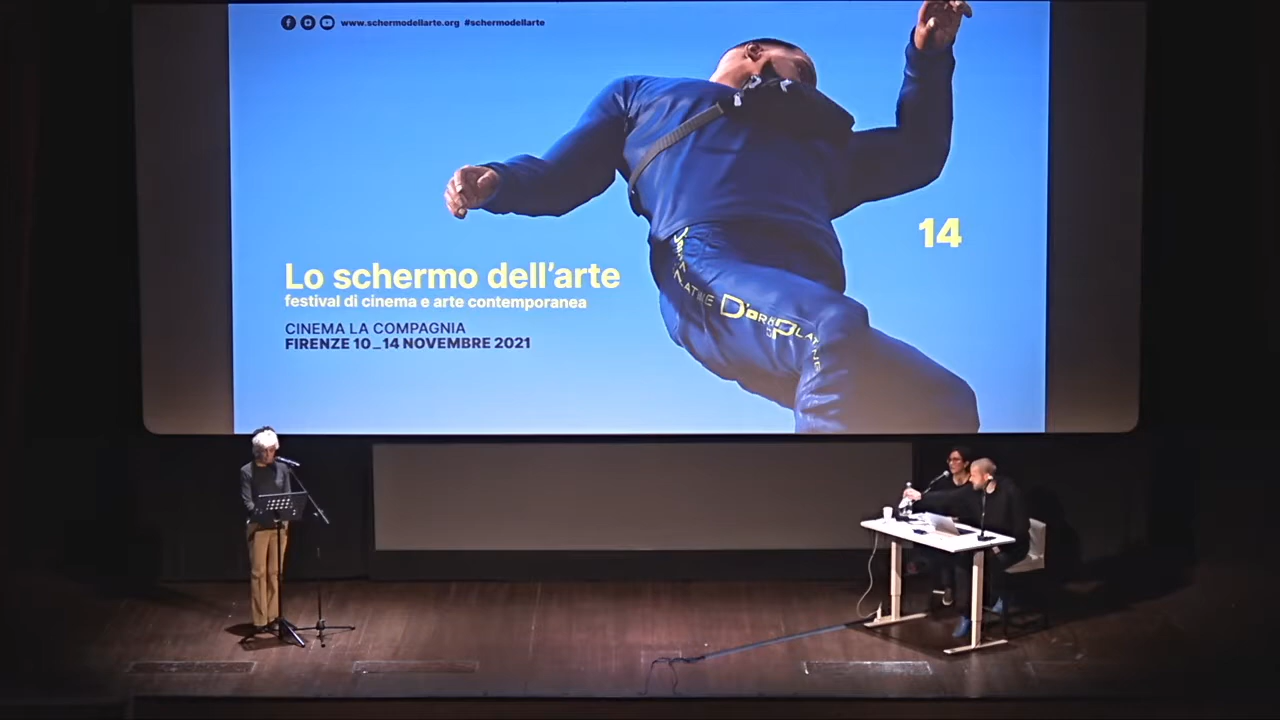 www.schermodellarte.org #schermodellarte
14
Lo schermo dell'arte
festival di cinema e arte contemporanea
CINEMA LA COMPAGNIA
FIRENZE 10_14 NOVEMBRE 2021